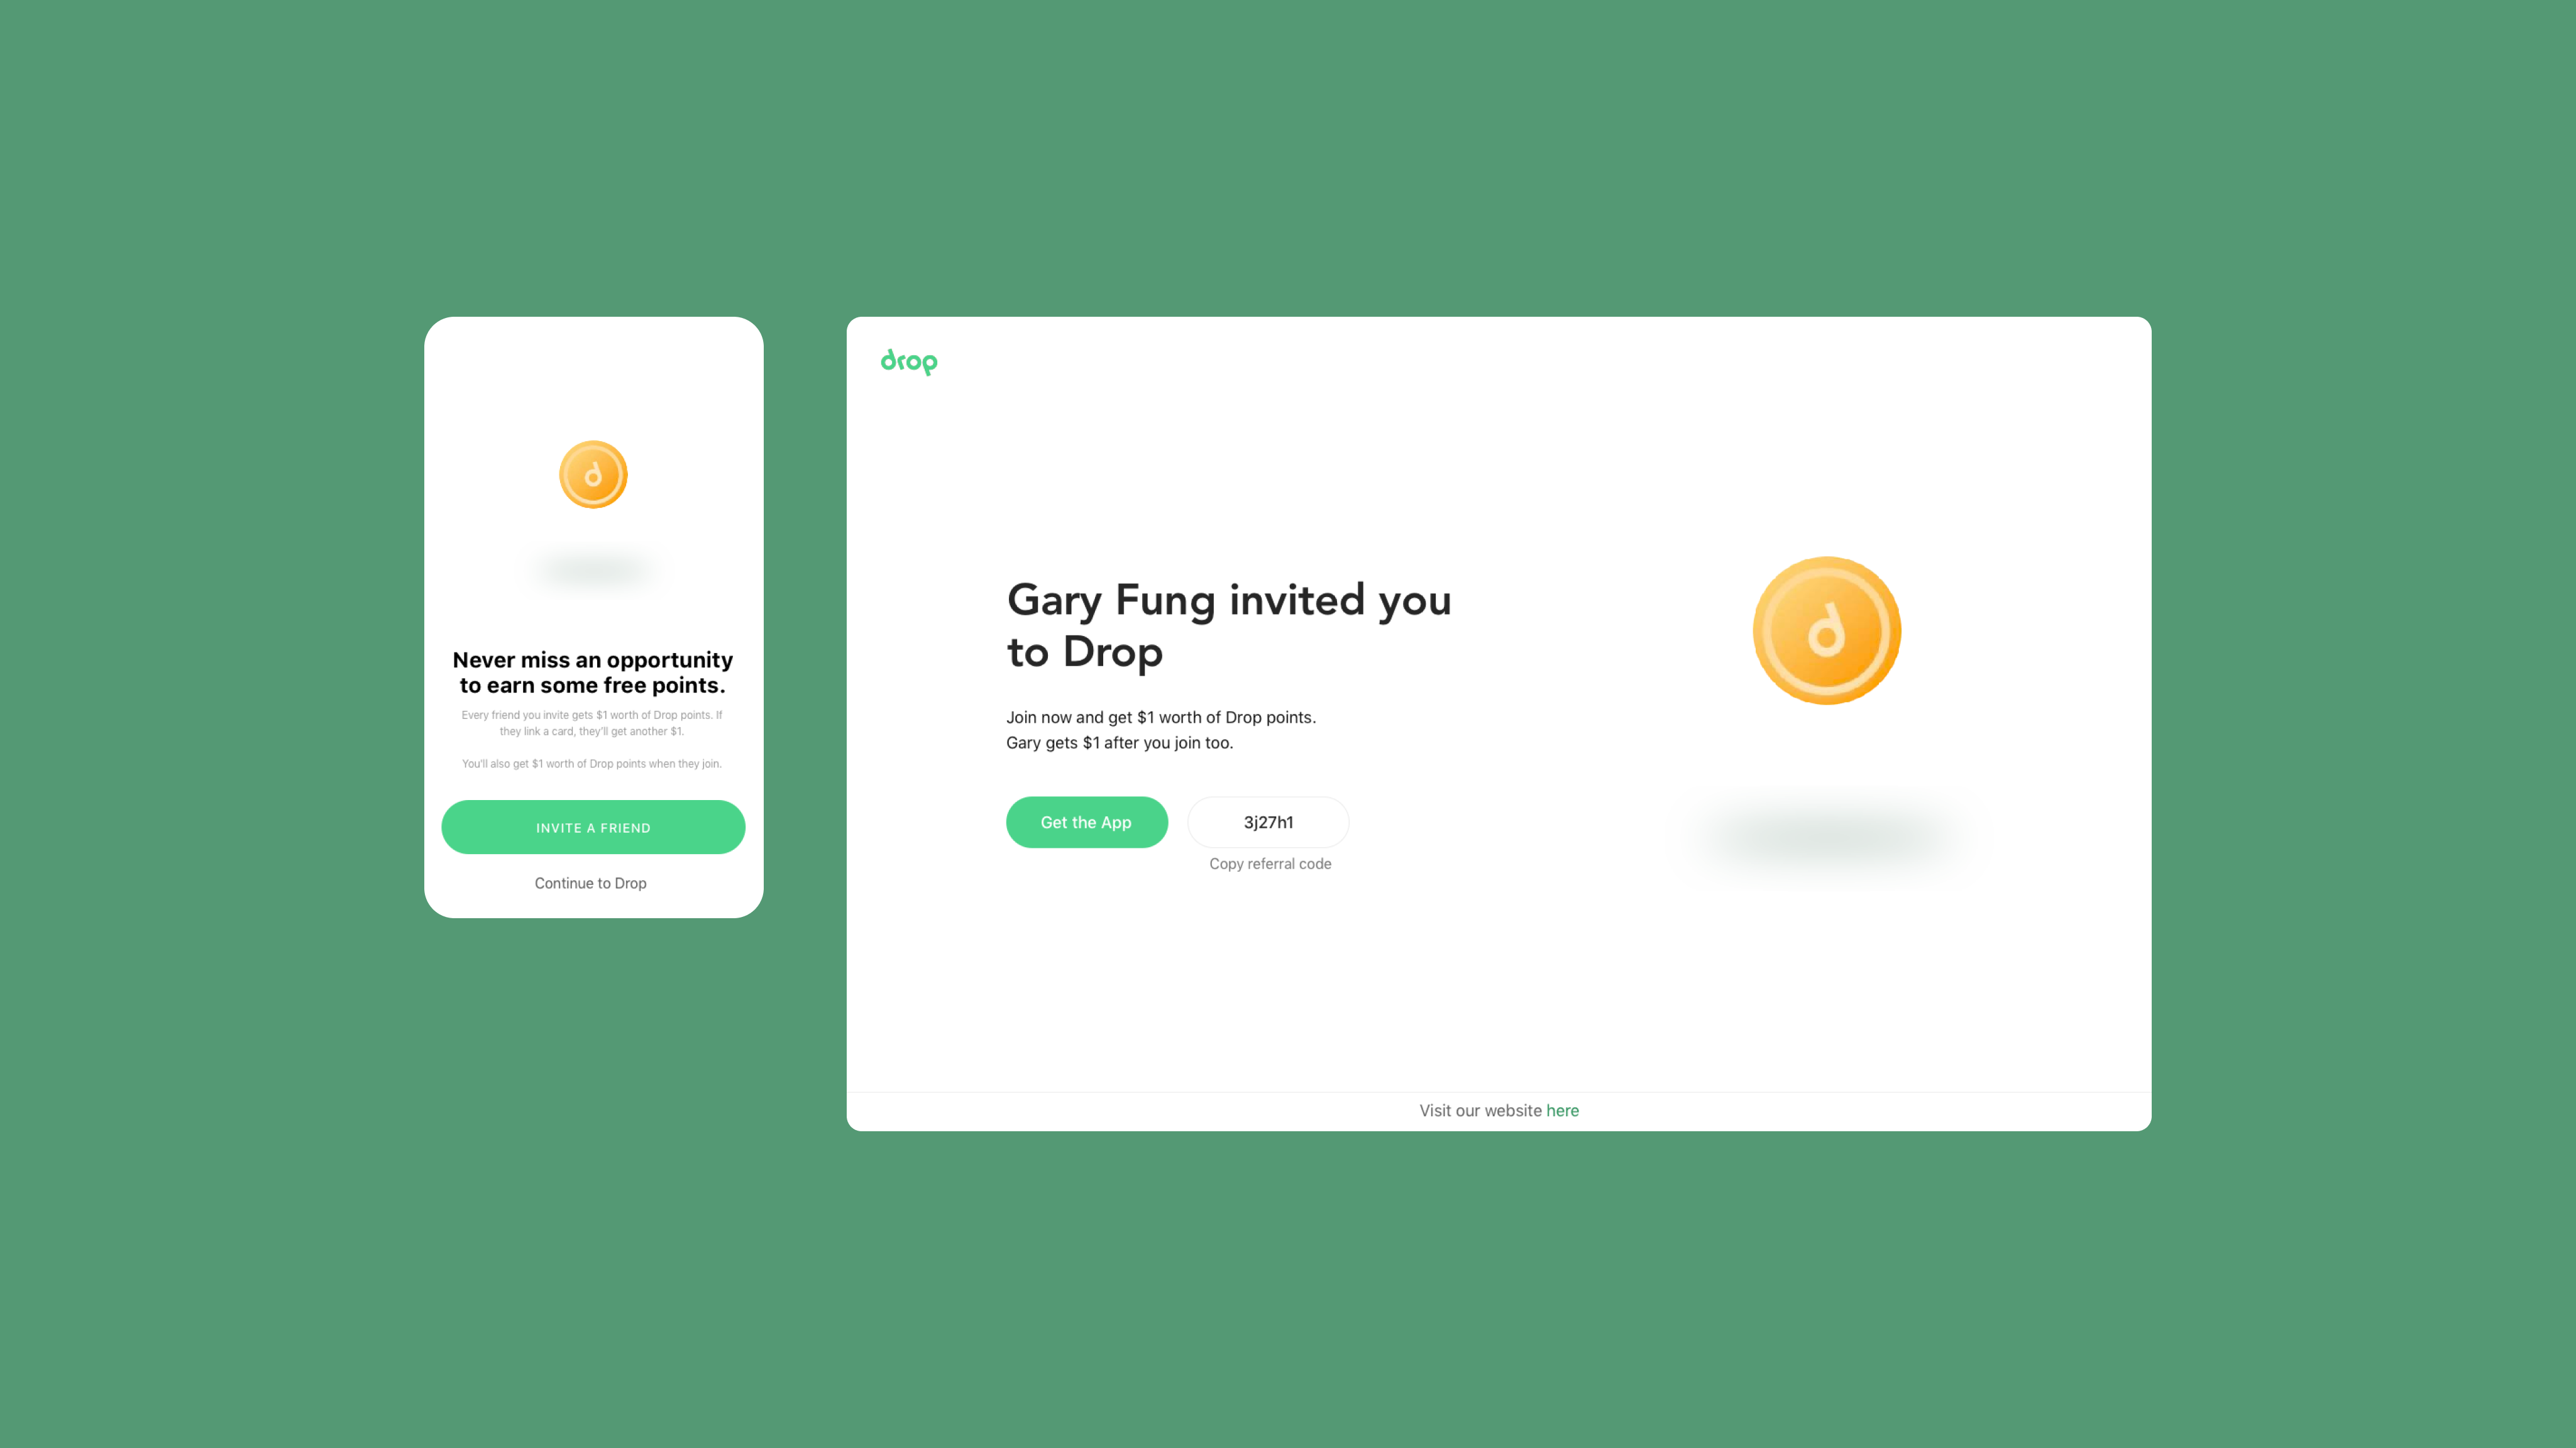 d
Never miss an opportunity
to earn some free points.
Every friend you invite gets $1 worth of Drop points. If
they link a card, they'll get another $1.
You'll also get $1 worth of Drop points when they join.
INVITE A FRIEND
Continue to Drop
drop
Gary Fung invited you
to Drop
Join now and get $1 worth of Drop points.
Gary gets $1 after you join too.
Get the App
3j27h1
Copy referral code
d
Visit our website here